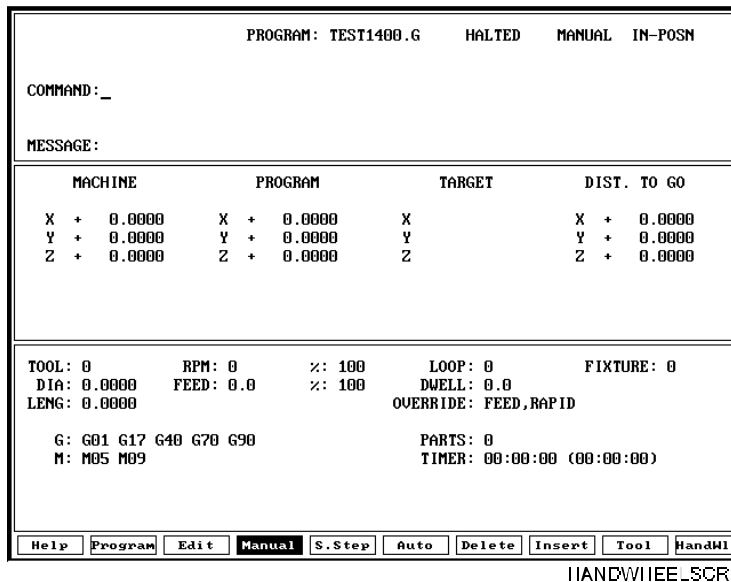 PROGRAM: TEST1400.G HALTED MANUAL IN-POSN
COMMAND:_
MESSAGE:
MACHINE PROGRAM TARGET DIST. TO GO
X + 0.0000 X + 0.0000 X X + 0.0000
Y + 0.0000 Y + 0.0000 Y Y + 0.0000
Z + 0.0000 Z + 0.0000 Z Z + 0.0000
TOOL: 0 RPM: 0 %: 100 LOOP: 0 FIXTURE: 0
DIA: 0.0000 FEED: 0.0 %: 100 DWELL: 0.0
LENG: 0.0000 OVERRIDE: FEED,RAPID
G: G01 G17 G40 G70 G90 PARTS: 0
M: M05 M09 TIMER: 00:00:00 (00:00:00)
Help Program Edit Manual S.Step Auto Delete Insert Tool HandWl
HANDWHEELSCR